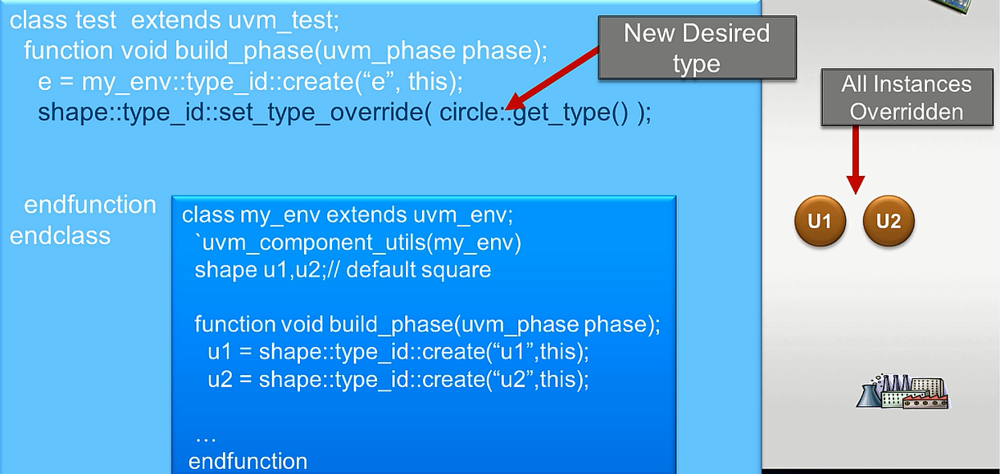 class test extends uvm_test;
function void build_phase(uvm_phase phase);
e = my_env::type_id::create(“e”, this);
shape::type_id::set_type_override( circle::get_type() );
endfunction
endclass
New Desired
type
All Instances
Overridden
U1 U2
class my_env extends uvm_env;
`uvm_component_utils(my_env)
shape u1,u2;// default square
function void build_phase(uvm_phase phase);
u1 = shape::type_id::create(“u1”,this);
u2 = shape::type_id::create(“u2”,this);
…
endfunction